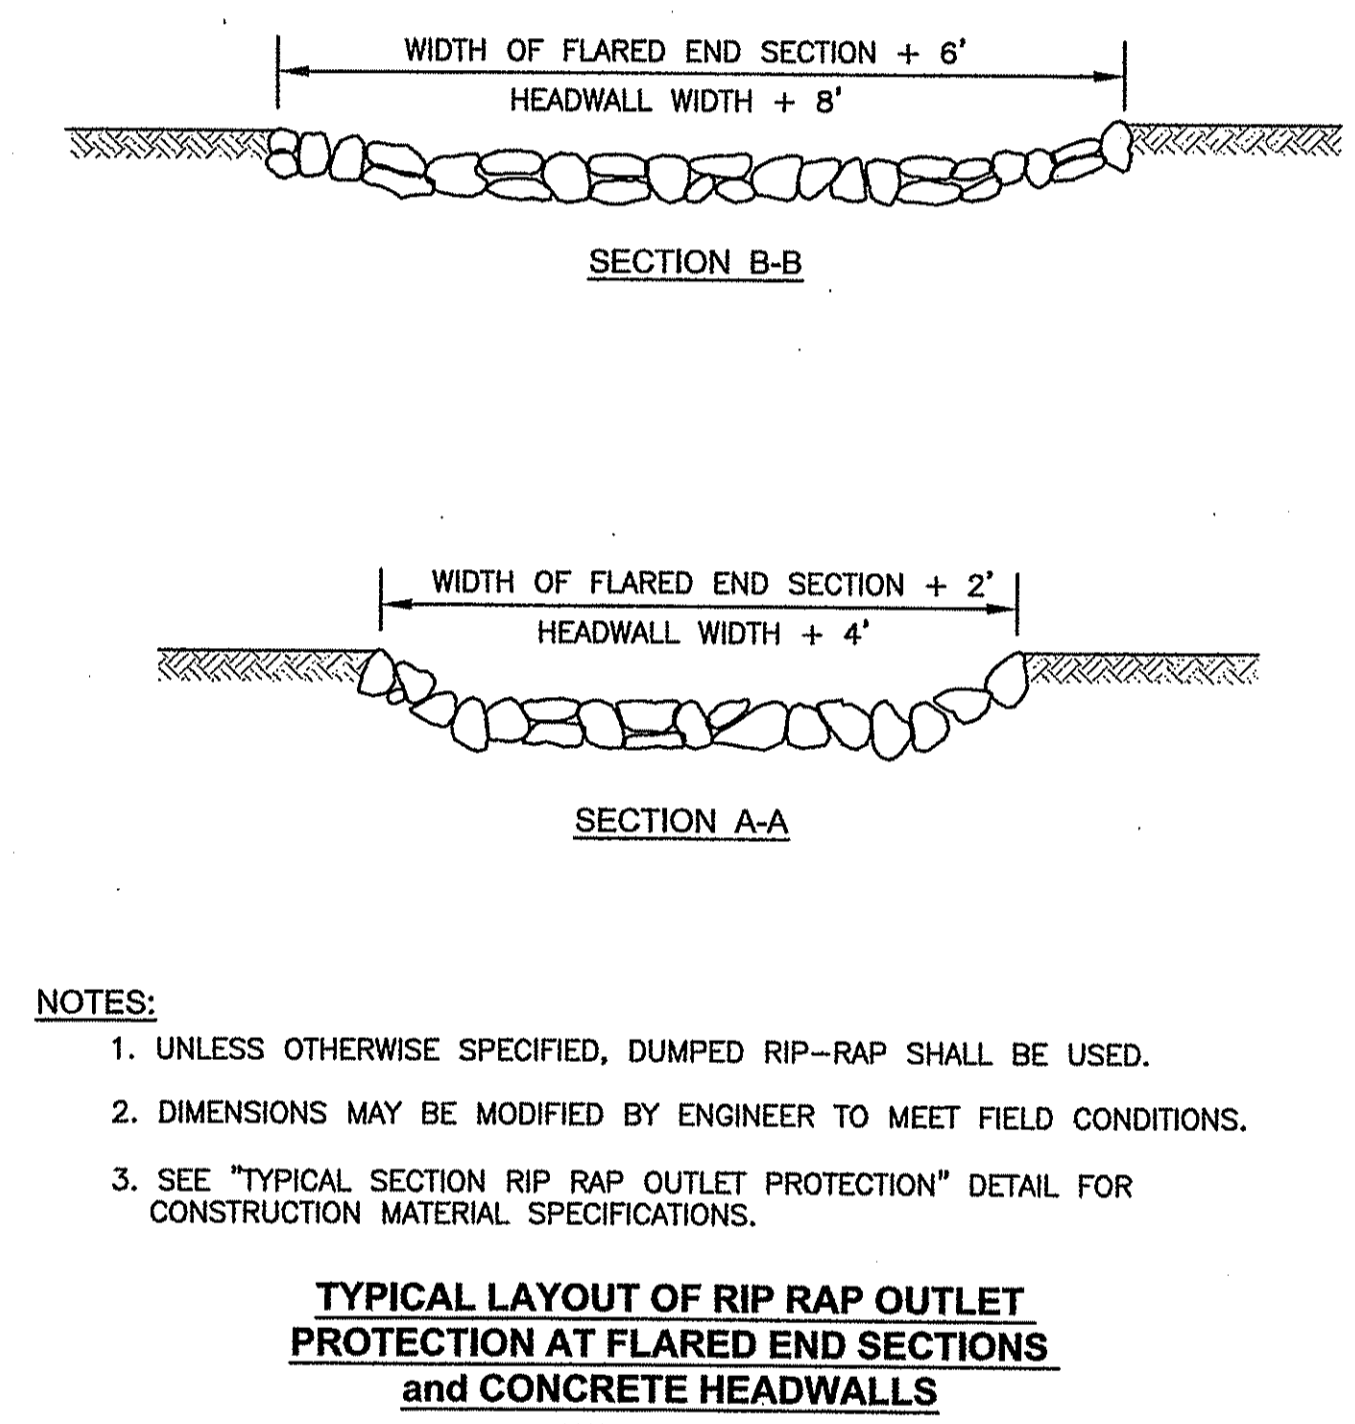 WIDTH OF FLARED END SECTION + 6'
HEADWALL WIDTH + 8'
SECTION B-B
WIDTH OF FLARED END SECTION + 2'
HEADWALL WIDTH + 4'
SECTION A-A
NOTES:
1. UNLESS OTHERWISE SPECIFIED, DUMPED RIP-RAP SHALL BE USED.
2. DIMENSIONS MAY BE MODIFIED BY ENGINEER TO MEET FIELD CONDITIONS.
3. SEE "TYPICAL SECTION RIP RAP OUTLET PROTECTION" DETAIL FOR
CONSTRUCTION MATERIAL SPECIFICATIONS.
TYPICAL LAYOUT OF RIP RAP OUTLET
PROTECTION AT FLARED END SECTIONS
and CONCRETE HEADWALLS